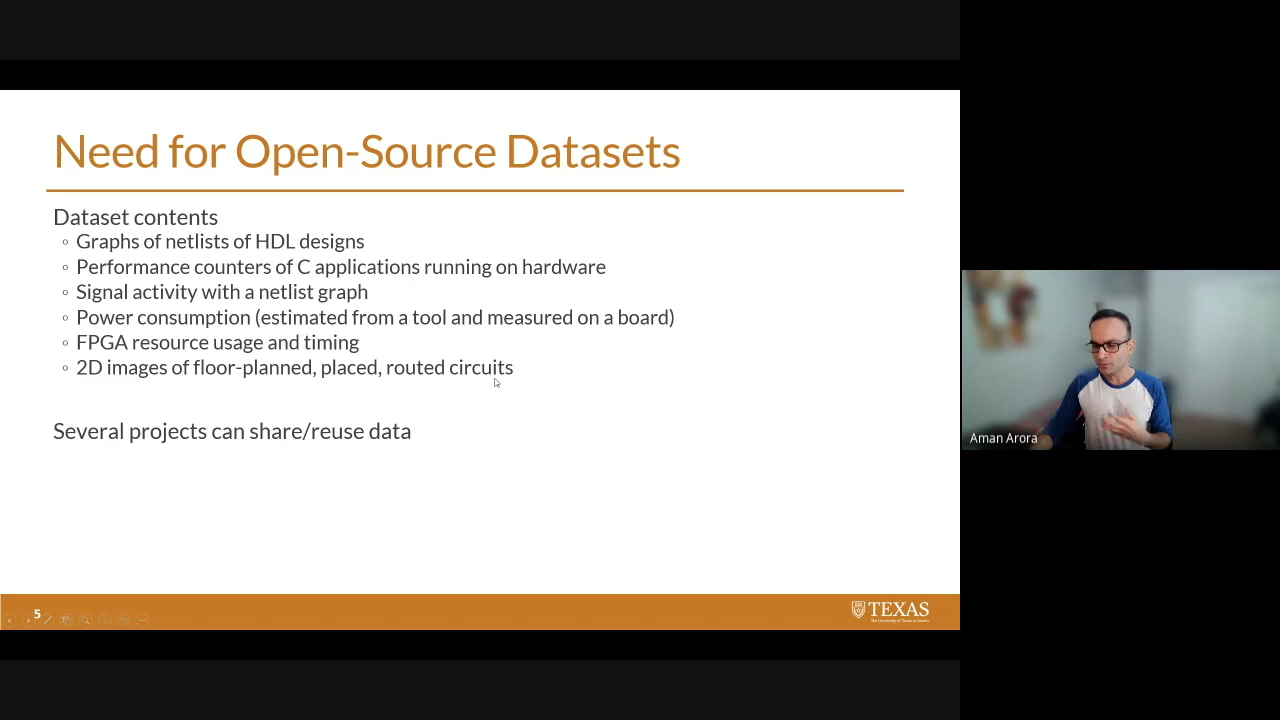 Need for Open-Source Datasets
Dataset contents
Graphs of netlists of HDL designs
Performance counters of C applications running on hardware
Signal activity with a netlist graph
Power consumption (estimated from a tool and measured on a board)
FPGA resource usage and timing
2D images of floor-planned, placed, routed circuits
Several projects can share/reuse data
Aman Arora
5
TEXAS
The University of Texas at Austin